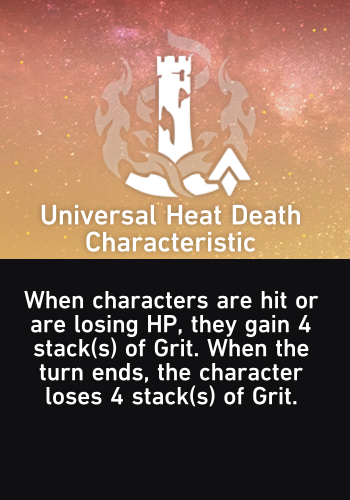 Universal Heat Death
Characteristic
When characters are hit or
are losing HP, they gain 4
stack(s) of Grit. When the
turn ends, the character
loses 4 stack(s) of Grit.